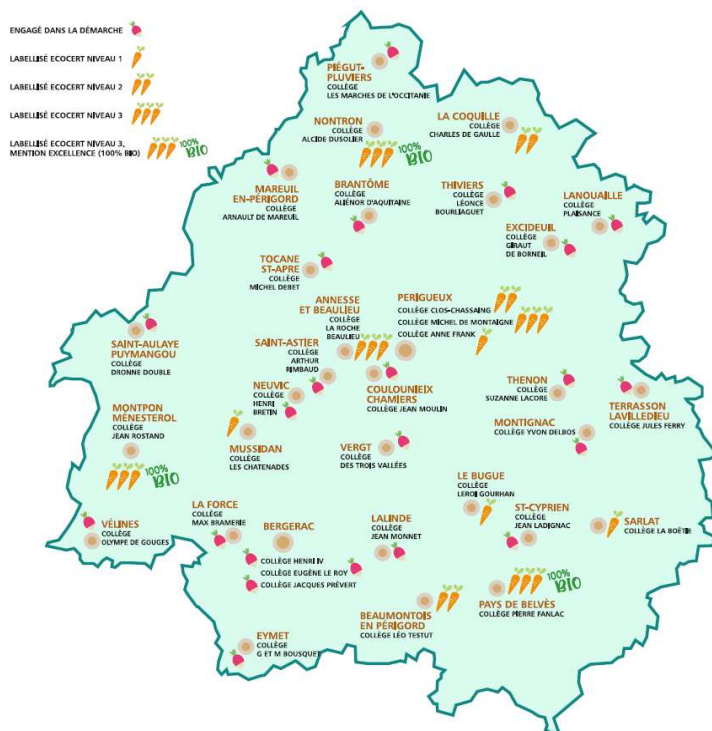 ENGAGÉ DANS LA DÉMARCHE
LABELLISÉ ECOCERT NIVEAU 1
LABELLISÉ ECOCERT NIVEAU 2
LABELLISÉ ECOCERT NIVEAU 3
LABELLISÉ ECOCERT NIVEAU 3,
MENTION EXCELLENCE (100% BIO)
100%
BIO
PIÉGUT-
PLUVIERS
COLLÈGE
LES MARCHES DE L'OCCITANIE
NONTRON
COLLÈGE
ALCIDE DUSOLIER
100%
BIO
LA COQUILLE
COLLÈGE
CHARLES DE GAULLE
MAREUIL
EN-PÉRIGORD
COLLÈGE
ARNAULT DE MAREUIL
BRANTÔME
COLLÈGE
ALIÉNOR D'AQUITAINE
THIVIERS
COLLÈGE
LÉONCE
BOURLIAGUET
LANOUAILLE
COLLÈGE
PLAISANCE
EXCIDEUIL
COLLÈGE
GIRAUT
DE BORNEIL
TOCANE
ST-APRE
COLLÈGE
MICHEL DEBET
ANNESSE
ET BEAULIEU
COLLÈGE
LA ROCHE
BEAULIEU
PERIGUEUX
COLLÈGE CLOS-CHASSAING
COLLÈGE MICHEL DE MONTAIGNE
COLLÈGE ANNE FRANK
SAINT-AULAYE
PUYMANGOU
COLLÈGE
DRONNE DOUBLE
SAINT-ASTIER
COLLÈGE
ARTHUR
RIMBAUD
NEUVIC
COLLÈGE
HENRI
BRETIN
COULOUNIEIX
CHAMIERS
COLLÈGE JEAN MOULIN
THENON
COLLÈGE
SUZANNE LACORE
TERRASSON
LAVILLEDIEU
COLLÈGE JULES FERRY
MONTPON
MÉNESTEROL
COLLÈGE
JEAN ROSTAND
100%
BIO
MUSSIDAN
COLLÈGE
LES CHATENADES
VERGT
COLLÈGE
DES TROIS VALLÉES
MONTIGNAC
COLLÈGE YVON DELBOS
LE BUGUE
COLLÈGE
LEROI GOURHAN
ST-CYPRIEN
COLLÈGE
JEAN LADIGNAC
SARLAT
COLLÈGE LA BOËTIE
VÉLINES
COLLÈGE
OLYMPE DE GOUGES
LA FORCE
COLLÈGE
MAX BRAMERIE
BERGERAC
COLLÈGE HENRI IV
COLLÈGE EUGÈNE LE ROY
COLLÈGE JACQUES PRÉVERT
LALINDE
COLLÈGE
JEAN MONNET
BEAUMONTOIS
EN PÉRIGORD
COLLÈGE LÉO TESTUT
100%
BIO
PAYS DE BELVÈS
COLLÈGE PIERRE FANLAC
EYMET
COLLÈGE
G ET M BOUSQUET